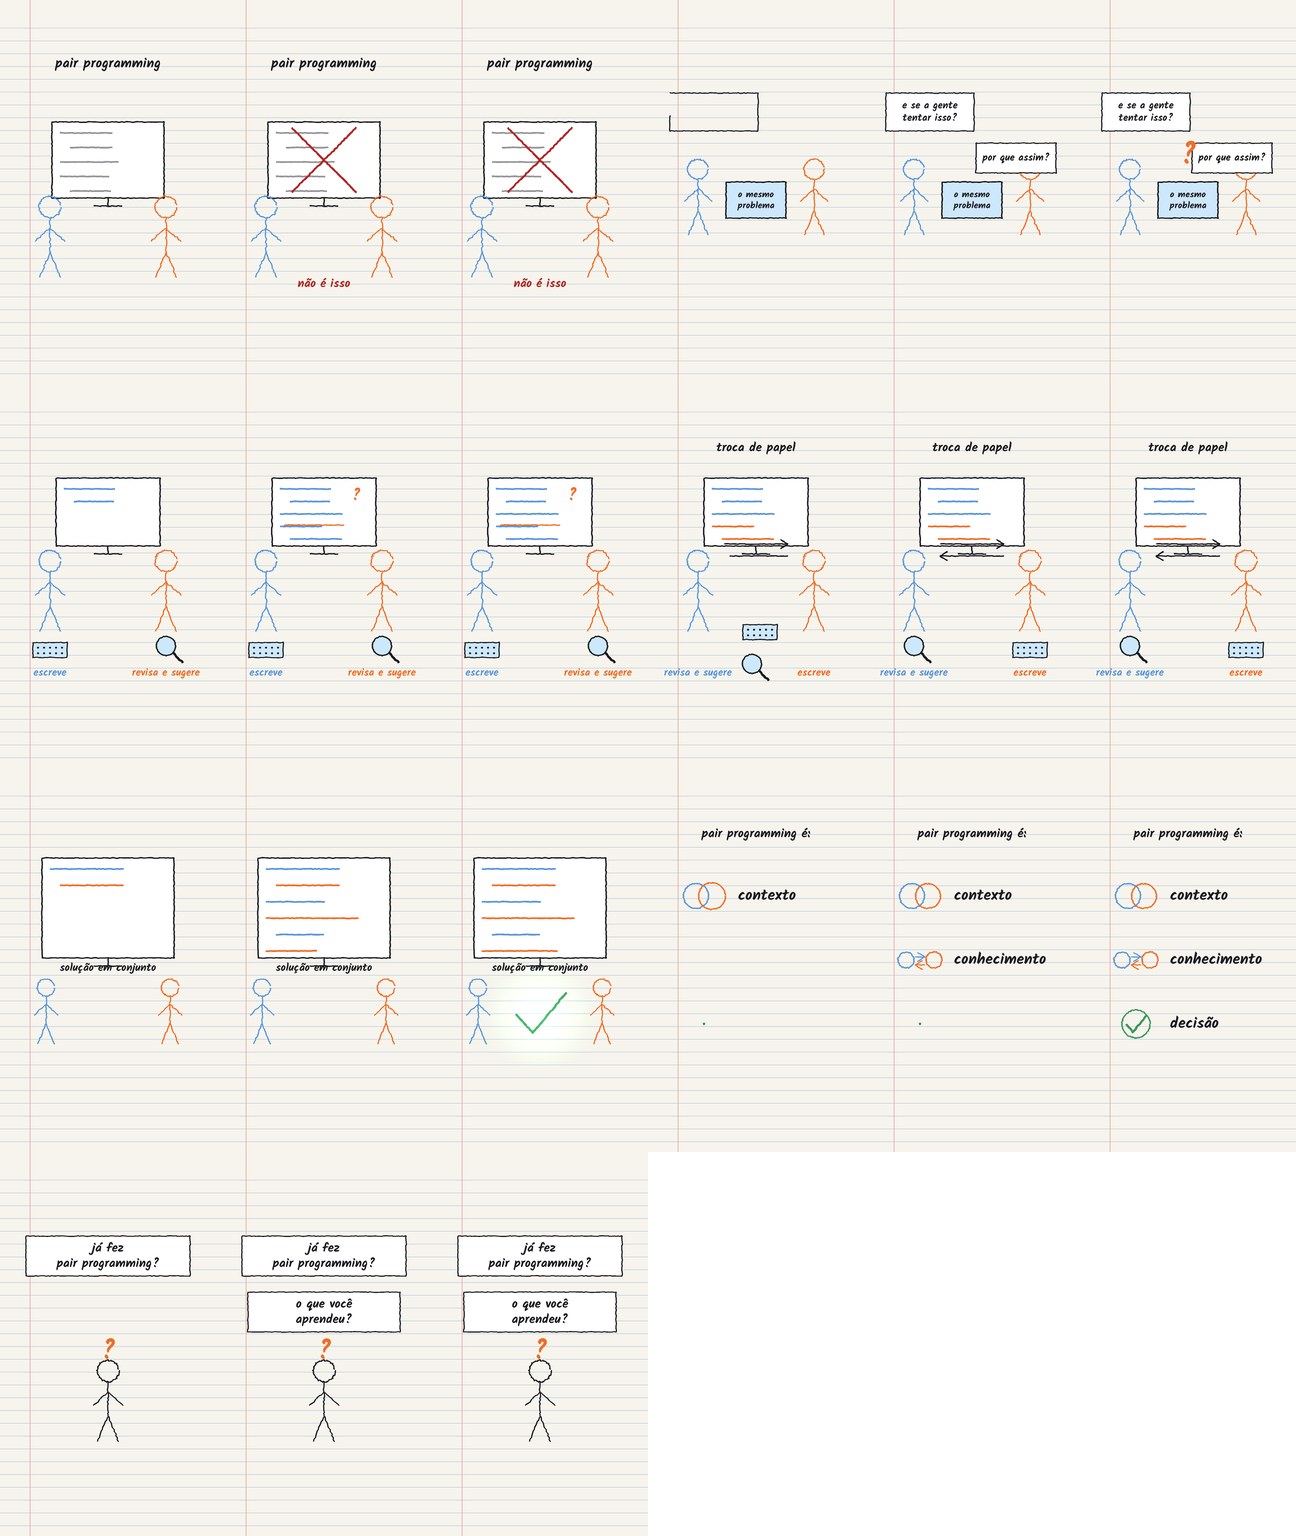 pair programming
pair programming
não é isso
pair programming
não é isso
o mesmo
problema
e se a gente
tentar isso?
por que assim?
o mesmo
problema
e se a gente
tentar isso?
?
por que assim?
o mesmo
problema
escreve
revisa e sugere
?
escreve
revisa e sugere
?
escreve
revisa e sugere
troca de papel
revisa e sugere
escreve
troca de papel
revisa e sugere
escreve
troca de papel
revisa e sugere
escreve
solução em conjunto
solução em conjunto
solução em conjunto
pair programming é:
contexto
pair programming é:
contexto
conhecimento
pair programming é:
contexto
conhecimento
decisão
já fez
pair programming?
?
já fez
pair programming?
o que você
aprendeu?
?
já fez
pair programming?
o que você
aprendeu?
?